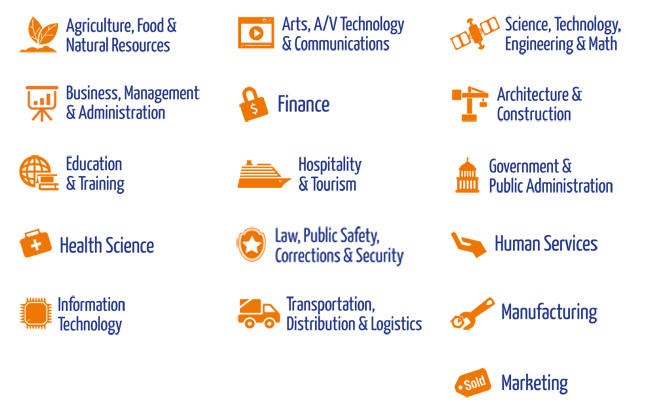 Agriculture, Food &
Natural Resources
Arts, A/V Technology
& Communications
Science, Technology,
Engineering & Math
Business, Management
& Administration
$
Finance
Architecture &
Construction
Education
& Training
Hospitality
& Tourism
Government &
Public Administration
Health Science
Law, Public Safety,
Corrections & Security
Human Services
Information
Technology
Transportation,
Distribution & Logistics
Manufacturing
Sold
Marketing